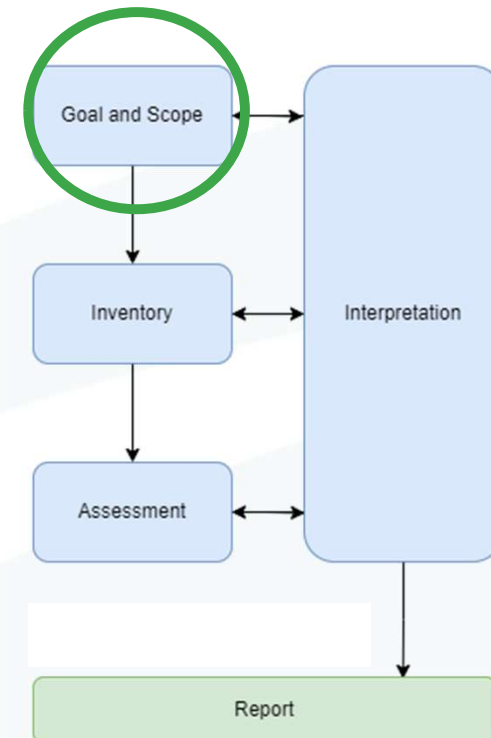 Goal and Scope
Inventory
Interpretation
Assessment
Report